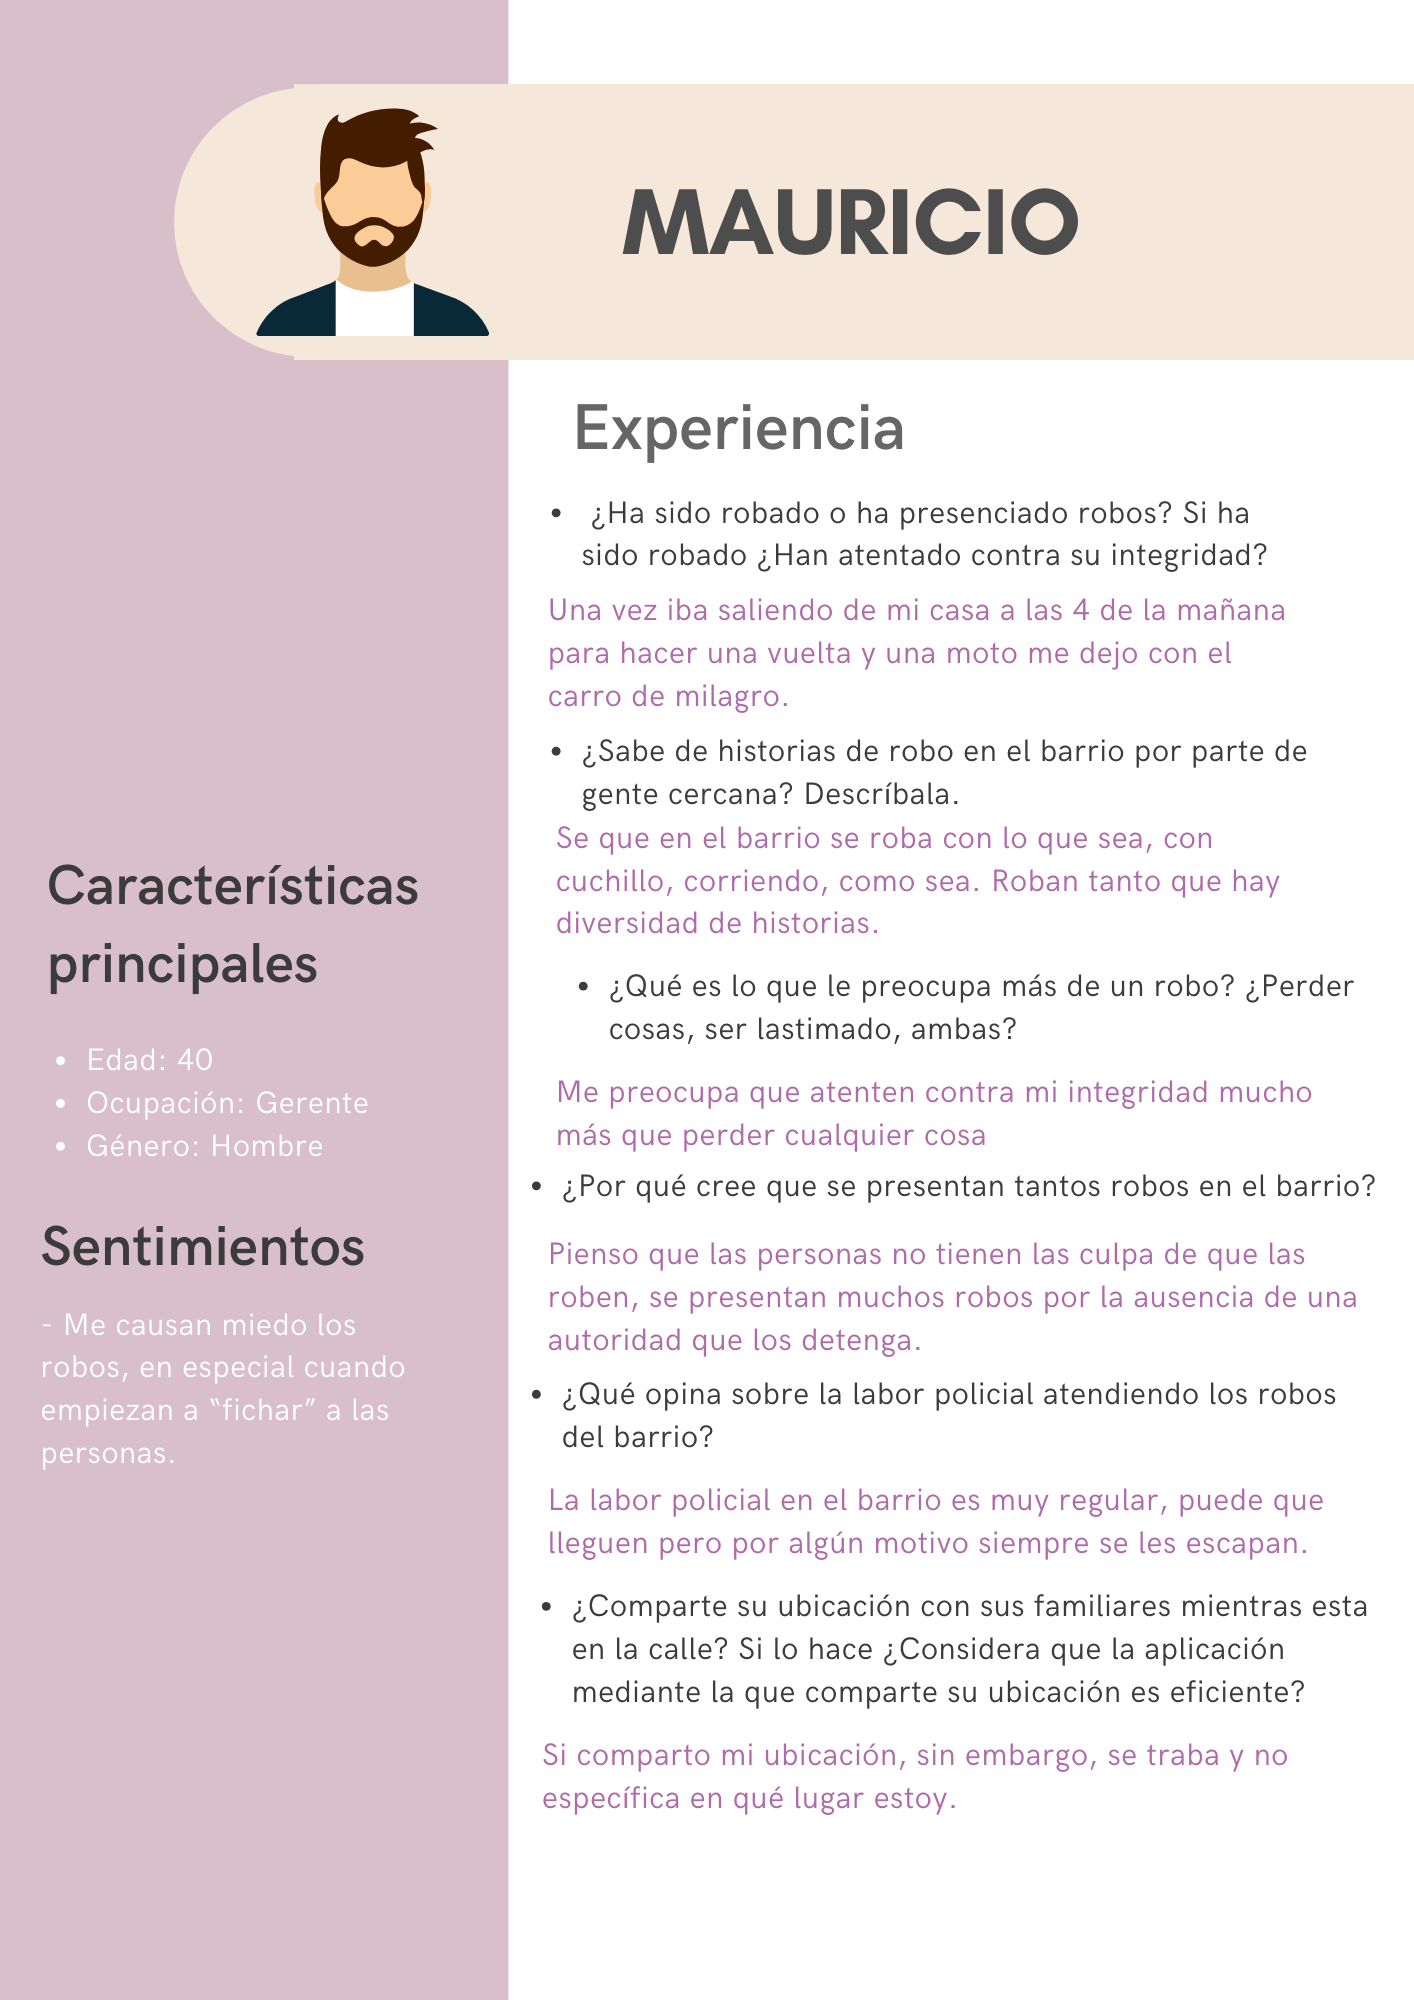 MAURICIO
Experiencia
• ¿Ha sido robado o ha presenciado robos? Si ha
sido robado ¿Han atentado contra su integridad?
Una vez iba saliendo de mi casa a las 4 de la mañana
para hacer una vuelta y una moto me dejo con el
carro de milagro.
• ¿Sabe de historias de robo en el barrio por parte de
gente cercana? Descríbala.
Se que en el barrio se roba con lo que sea, con
cuchillo, corriendo, como sea. Roban tanto que hay
diversidad de historias.
• ¿Qué es lo que le preocupa más de un robo? ¿Perder
cosas, ser lastimado, ambas?
Me preocupa que atenten contra mi integridad mucho
más que perder cualquier cosa
• ¿Por qué cree que se presentan tantos robos en el barrio?
Pienso que las personas no tienen las culpa de que las
roben, se presentan muchos robos por la ausencia de una
autoridad que los detenga.
• ¿Qué opina sobre la labor policial atendiendo los robos
del barrio?
La labor policial en el barrio es muy regular, puede que
lleguen pero por algún motivo siempre se les escapan.
• ¿Comparte su ubicación con sus familiares mientras esta
en la calle? Si lo hace ¿Considera que la aplicación
mediante la que comparte su ubicación es eficiente?
Si comparto mi ubicación, sin embargo, se traba y no
específica en qué lugar estoy.
Características
principales
• Edad: 40
• Ocupación: Gerente
• Género: Hombre
Sentimientos
- Me causan miedo los
robos, en especial cuando
empiezan a “fichar” a las
personas.